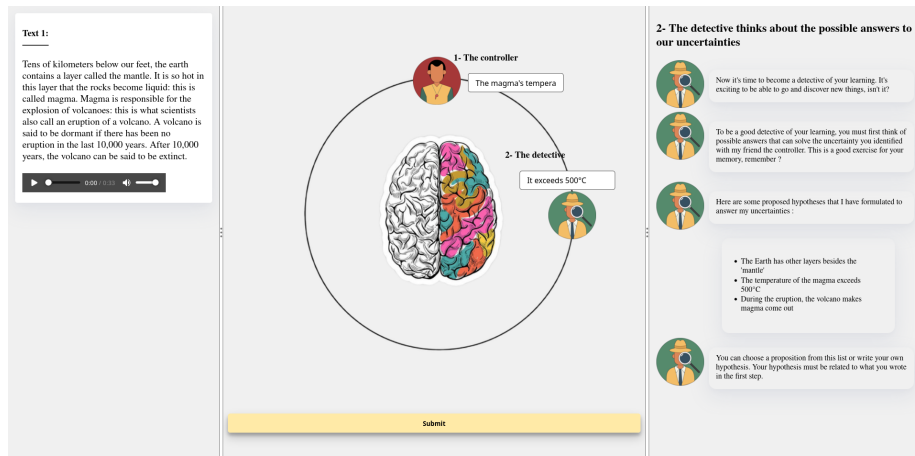 Text 1:
Tens of kilometers below our feet, the earth
contains a layer called the mantle. It is so hot in
this layer that the rocks become liquid: this is
called magma. Magma is responsible for the
explosion of volcanoes: this is what scientists
also call an eruption of a volcano. A volcano is
said to be dormant if there has been no
eruption in the last 10,000 years. After 10,000
years, the volcano can be said to be extinct.
0:00 / 0:33
1- The controller
The magma's tempera
2- The detective
It exceeds 500°C
Submit
2- The detective thinks about the possible answers to
our uncertainties
Now it's time to become a detective of your learning. It's
exciting to be able to go and discover new things, isn't it?
To be a good detective of your learning, you must first think of
possible answers that can solve the uncertainty you identified
with my friend the controller. This is a good exercise for your
memory, remember ?
Here are some proposed hypotheses that I have formulated to
answer my uncertainties :
• The Earth has other layers besides the
'mantle'
• The temperature of the magma exceeds
500°C
• During the eruption, the volcano makes
magma come out
You can choose a proposition from this list or write your own
hypothesis. Your hypothesis must be related to what you wrote
in the first step.